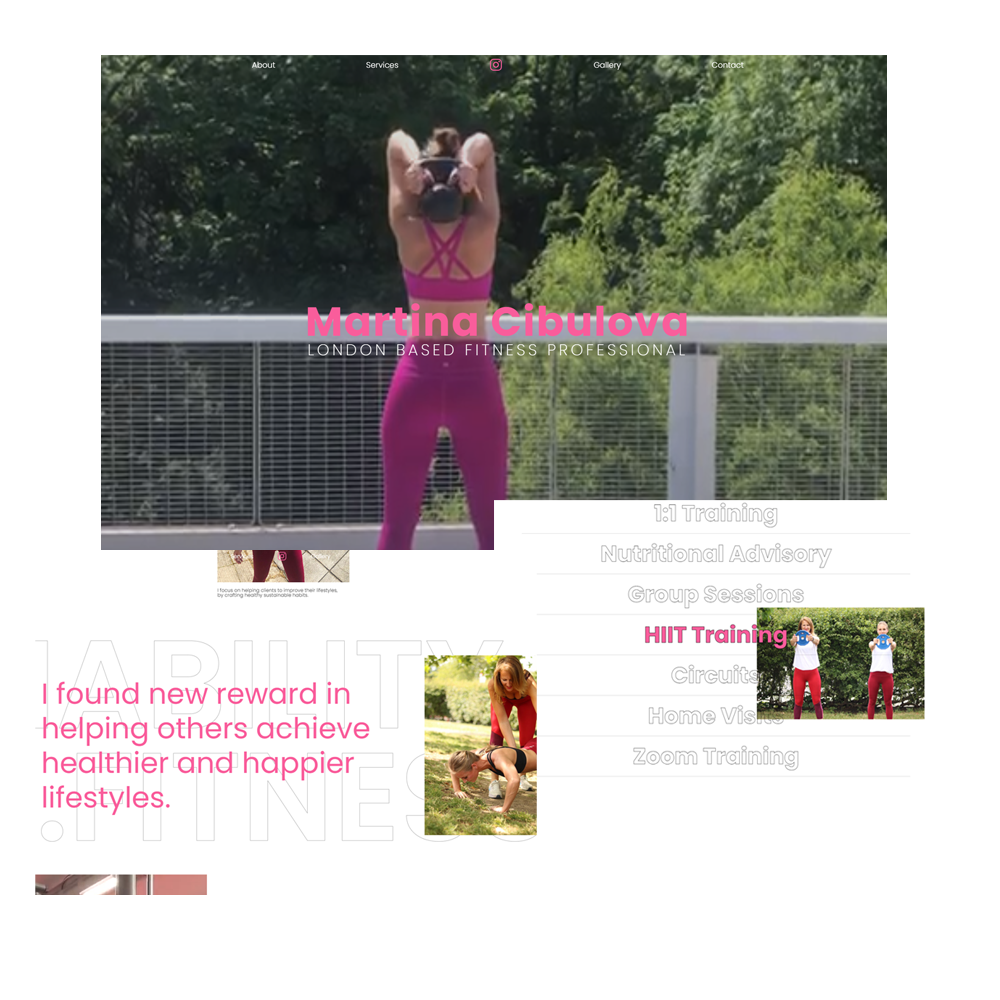 About
Services
Gallery
Contact
Martina Cibulova
LONDON BASED FITNESS PROFESSIONAL
1:1 Training
Nutritional Advisory
Group Sessions
HIIT Training
Circuits
Home Visits
Zoom Training
I focus on helping clients to improve their lifestyles,
by crafting healthy sustainable habits.
ABILITY
.FITNESS
I found new reward in
helping others achieve
healthier and happier
lifestyles.